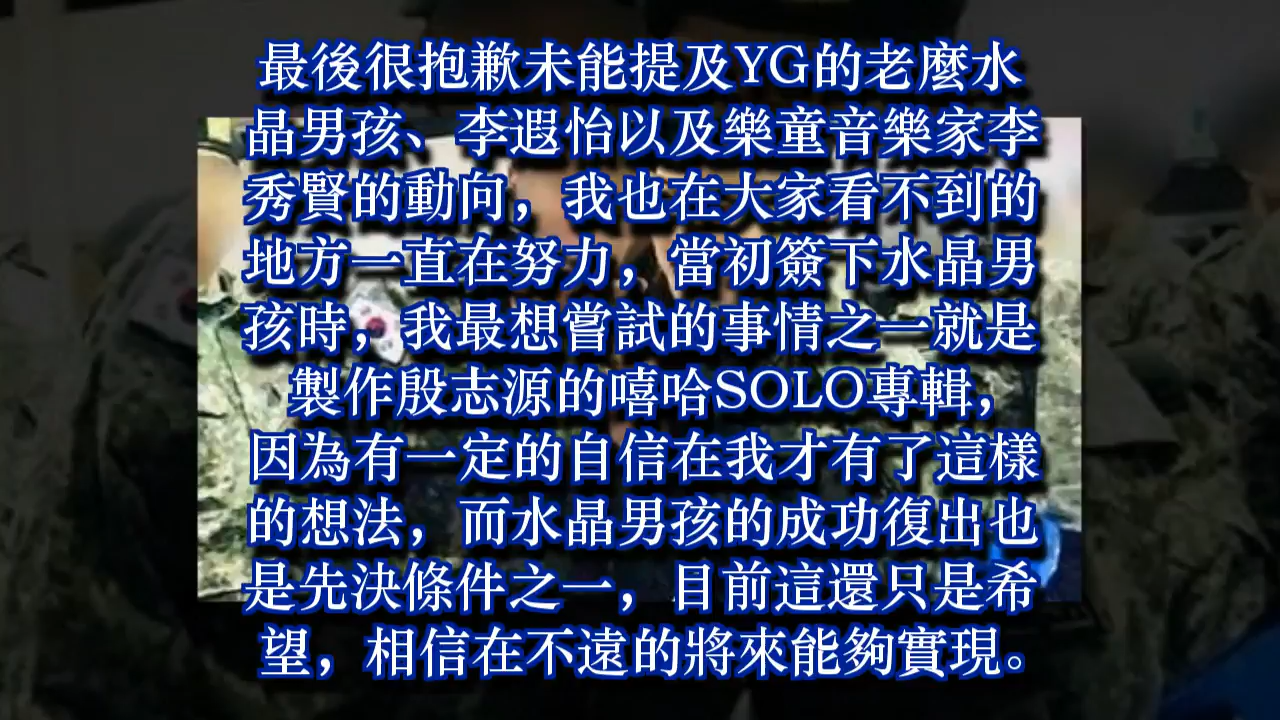 最後很抱歉未能提及YG的老麼水
晶男孩、李遐怡以及樂童音樂家李
秀賢的動向，我也在大家看不到的
地方一直在努力，當初簽下水晶男
孩時，我最想嘗試的事情之一就是
製作殷志源的嘻哈SOLO專輯，
因為有一定的自信在我才有了這樣
的想法，而水晶男孩的成功復出也
是先決條件之一，目前這還只是希
望，相信在不遠的將來能夠實現。